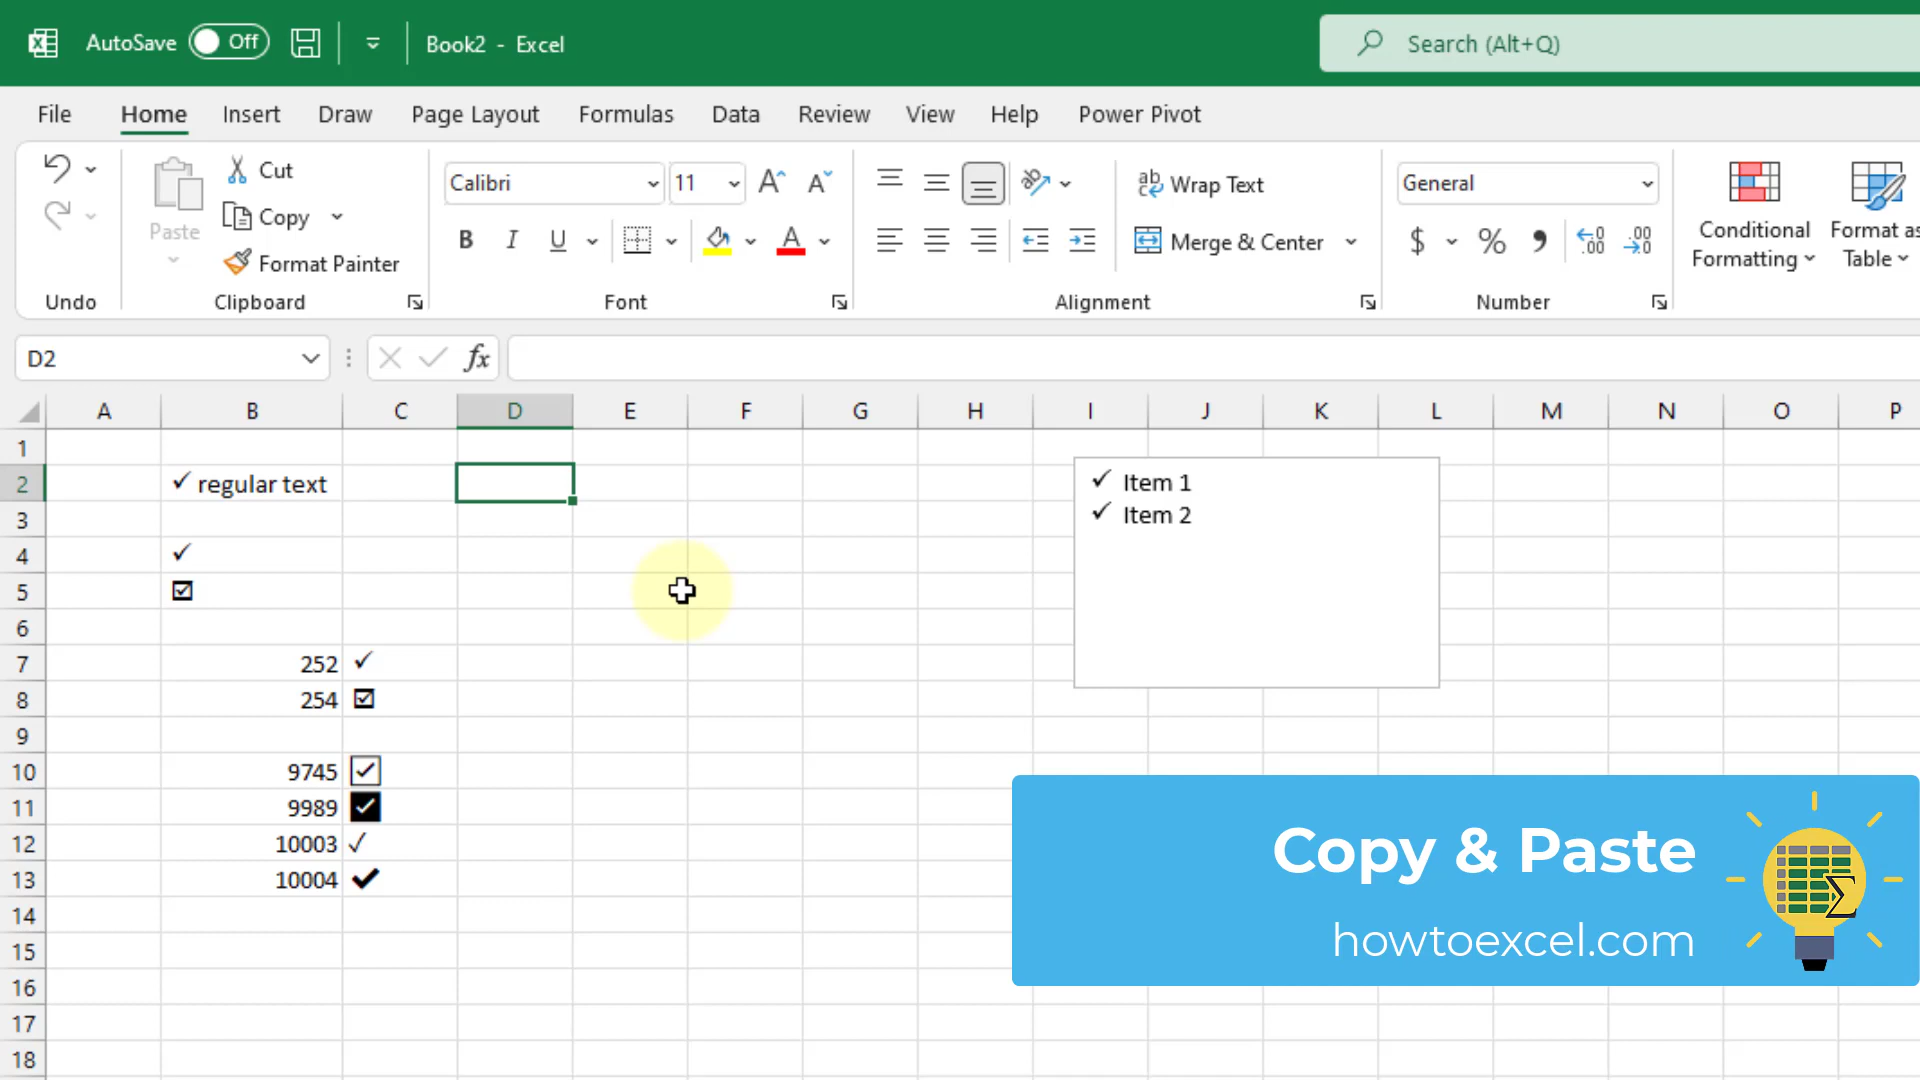 AutoSave Off Book2 - Excel Search (Alt+Q)
File Home Insert Draw Page Layout Formulas Data Review View Help Power Pivot
Cut
Copy
Format Painter
Paste
Calibri 11
B I U
Wrap Text
Merge & Center
General
$ % 9
Conditional Formatting
Format as
Table
Undo Clipboard Font Alignment Number
D2 fx
A B C D E F G H I J K L M N O P
1
2 ✓ regular text
3
4 ✓
5 ☑
6
7 252 ✓
8 254 ☑
9
10 9745 ☑
11 9989 ✅
12 10003 ✓
13 10004 ✔
14
15
16
17
18
✓ Item 1
✓ Item 2
Copy & Paste
howtoexcel.com